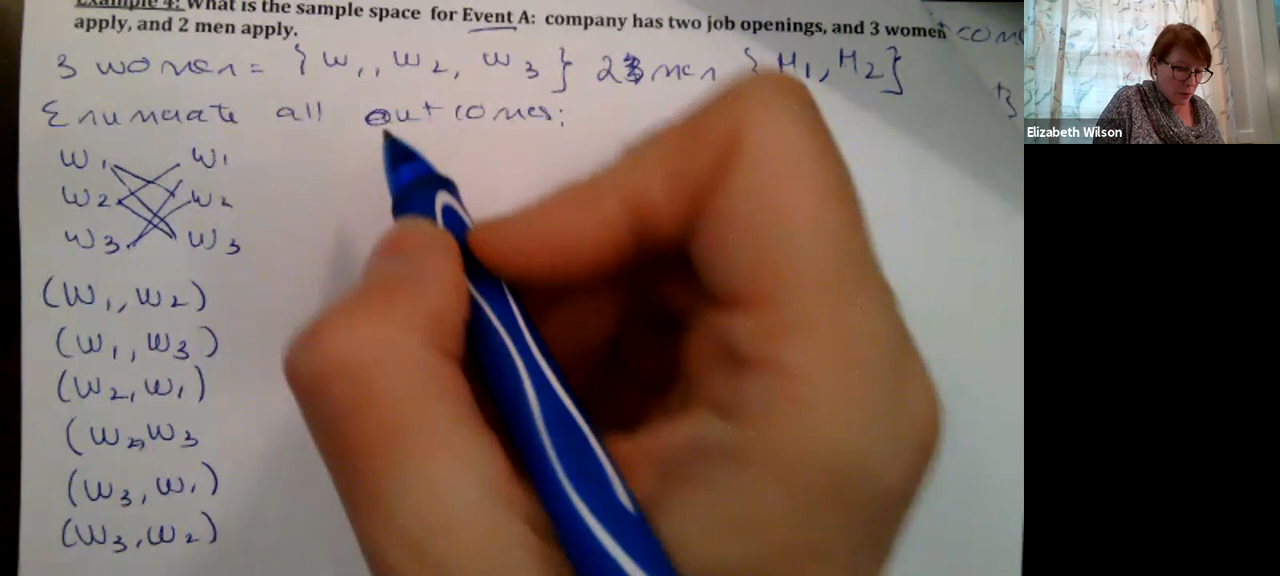 Example 4: What is the sample space for Event A: company has two job openings, and 3 women
apply, and 2 men apply.
3 women = {W1, W2, W3} 2 men {M1, M2}
Enumerate all outcomes:
W1 W1
W2 W2
W3 W3
(W1, W2)
(W1, W3)
(W2, W1)
(W2, W3
(W3, W1)
(W3, W2)
Elizabeth Wilson